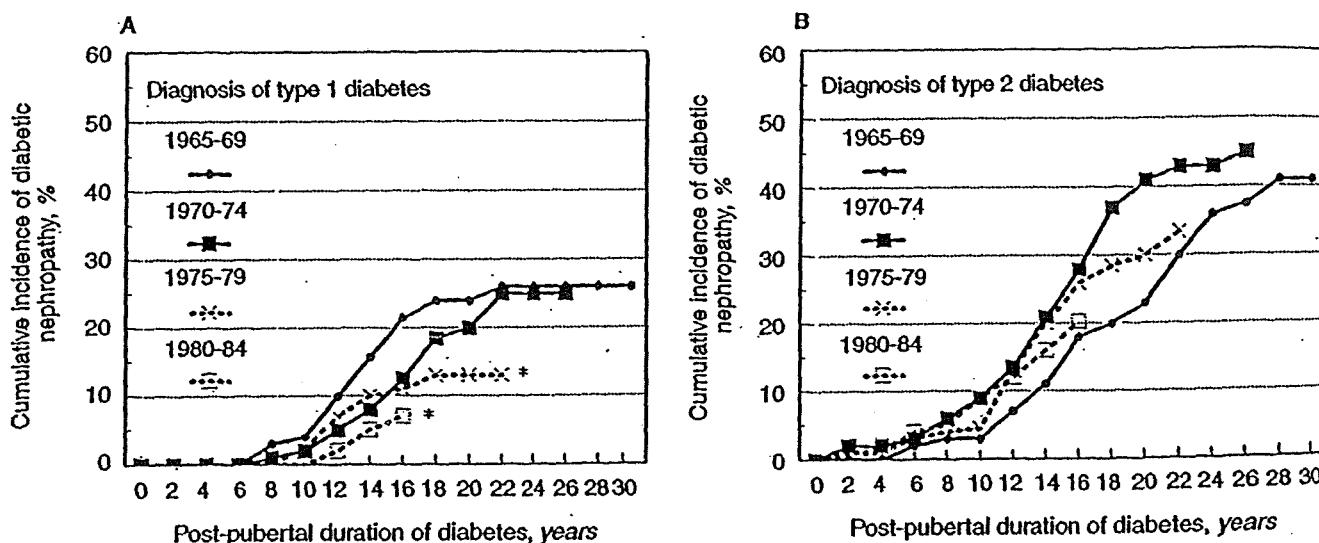 A
60
50
40
30
20
10
0
Cumulative incidence of diabetic
nephropathy, %
Diagnosis of type 1 diabetes
1965-69
1970-74
1975-79
1980-84
*
*
0 2 4 6 8 10 12 14 16 18 20 22 24 26 28 30
Post-pubertal duration of diabetes, years
B
60
50
40
30
20
10
0
Cumulative incidence of diabetic
nephropathy, %
Diagnosis of type 2 diabetes
1965-69
1970-74
1975-79
1980-84
0 2 4 6 8 10 12 14 16 18 20 22 24 26 28 30
Post-pubertal duration of diabetes, years